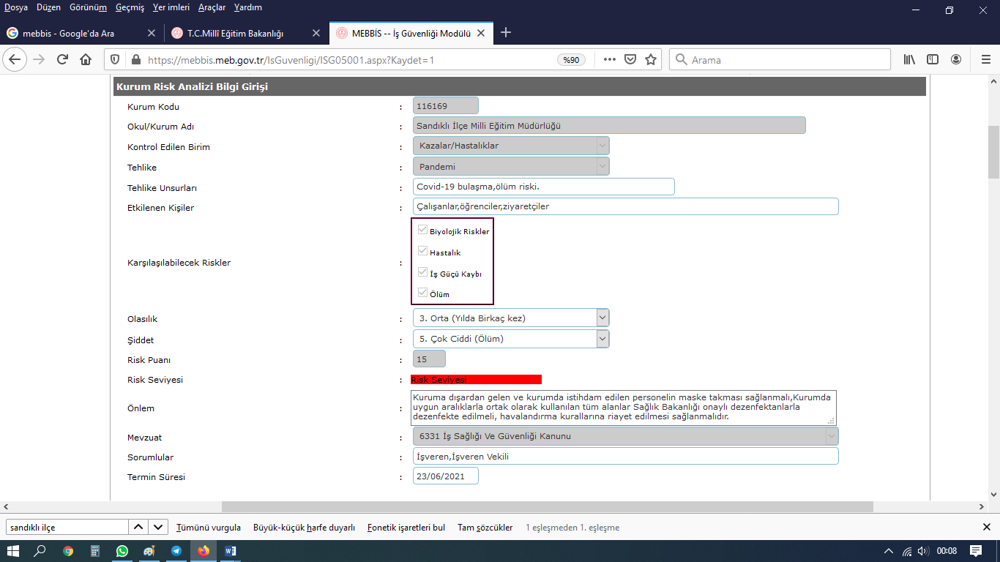 Dosya Düzen Görünüm Geçmiş Yer imleri Araçlar Yardım
mebbis - Google'da Ara
T.C.Millî Eğitim Bakanlığı
MEBBİS -- İş Güvenliği Modülü
https://mebbis.meb.gov.tr/IsGuvenligi/ISG05001.aspx?Kaydet=1
%90
Arama
Kurum Risk Analizi Bilgi Girişi
Kurum Kodu : 116169
Okul/Kurum Adı : Sandıklı İlçe Milli Eğitim Müdürlüğü
Kontrol Edilen Birim : Kazalar/Hastalıklar
Tehlike : Pandemi
Tehlike Unsurları : Covid-19 bulaşma,ölüm riski.
Etkilenen Kişiler : Çalışanlar,öğrenciler,ziyaretçiler
Karşılaşılabilecek Riskler :
Biyolojik Riskler
Hastalık
İş Güçü Kaybı
Ölüm
Olasılık : 3. Orta (Yılda Birkaç kez)
Şiddet : 5. Çok Ciddi (Ölüm)
Risk Puanı : 15
Risk Seviyesi : Risk Seviyesi
Önlem :
Kuruma dışardan gelen ve kurumda istihdam edilen personelin maske takması sağlanmalı,Kurumda
uygun aralıklarla ortak olarak kullanılan tüm alanlar Sağlık Bakanlığı onaylı dezenfektanlarla
dezenfekte edilmeli, havalandırma kurallarına riayet edilmesi sağlanmalıdır.
Mevzuat : 6331 İş Sağlığı Ve Güvenliği Kanunu
Sorumlular : İşveren,İşveren Vekili
Termin Süresi : 23/06/2021
sandıklı ilçe
Tümünü vurgula Büyük-küçük harfe duyarlı Fonetik işaretleri bul Tam sözcükler 1 eşleşmeden 1. eşleşme
00:08